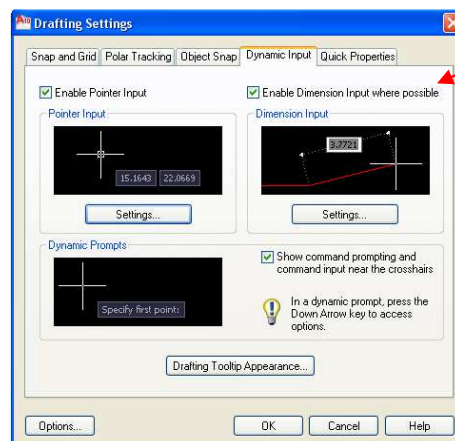 Drafting Settings
Snap and Grid Polar Tracking Object Snap Dynamic Input Quick Properties
Enable Pointer Input
Enable Dimension Input where possible
Pointer Input
Dimension Input
15.1643 22.0669
3.7721
Settings...
Settings...
Dynamic Prompts
Show command prompting and
command input near the crosshairs
Specify first point:
In a dynamic prompt, press the
Down Arrow key to access
options.
Drafting Tooltip Appearance...
Options...
OK
Cancel
Help